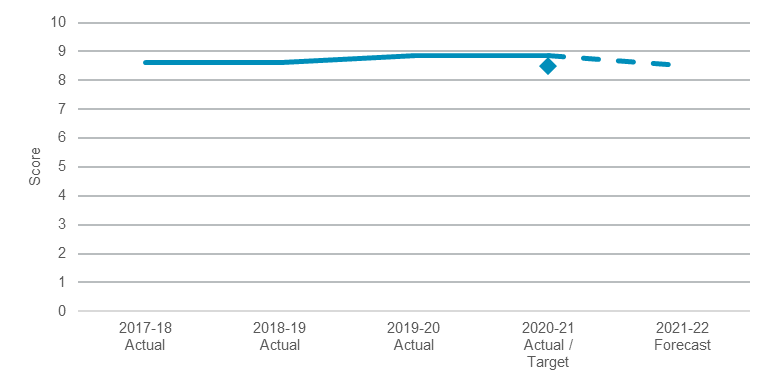 10
9
8
7
6
5
4
3
2
1
0
Score
2017-18
Actual
2018-19
Actual
2019-20
Actual
2020-21
Actual /
Target
2021-22
Forecast